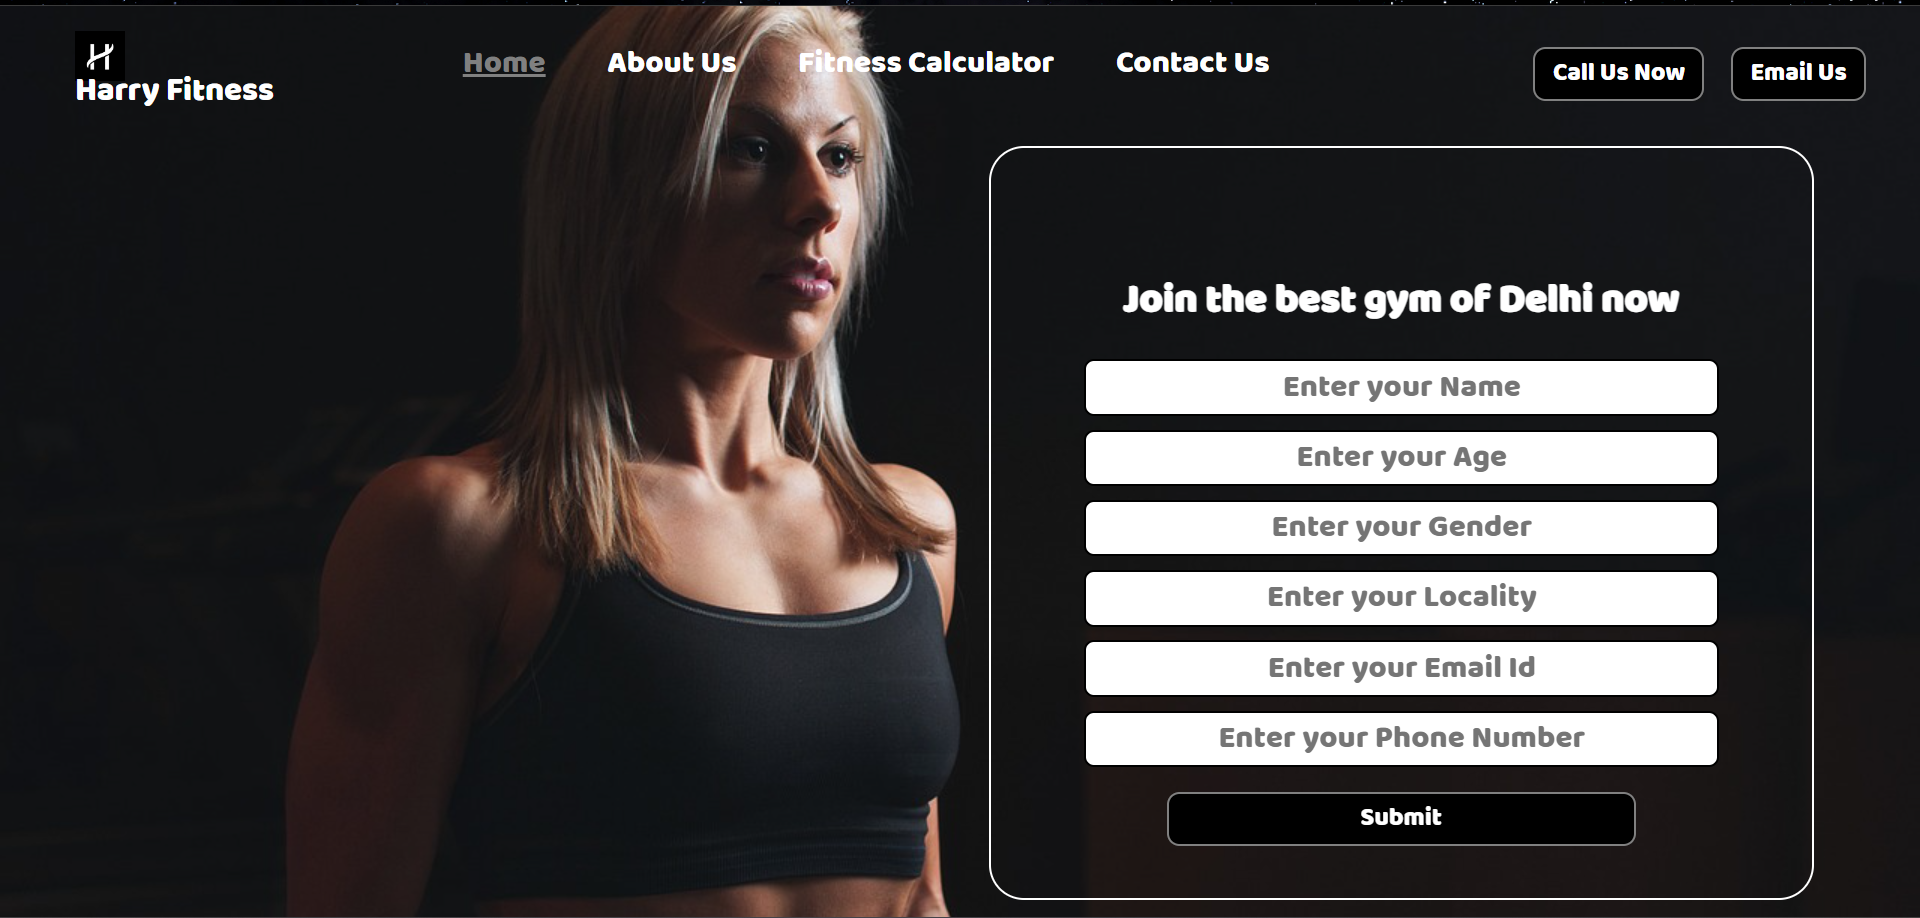 H
Harry Fitness
Home
About Us
Fitness Calculator
Contact Us
Call Us Now
Email Us
Join the best gym of Delhi now
Enter your Name
Enter your Age
Enter your Gender
Enter your Locality
Enter your Email Id
Enter your Phone Number
Submit